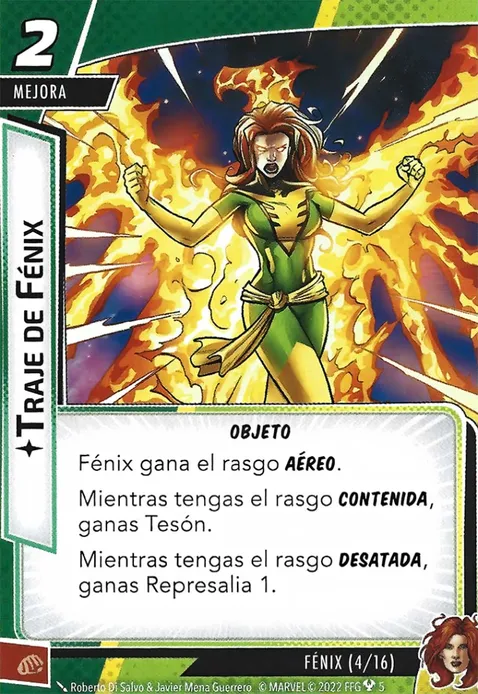 2
MEJORA
TRAJE DE FÉNIX
OBJETO
Fénix gana el rasgo AÉREO.
Mientras tengas el rasgo CONTENIDA,
ganas Tesón.
Mientras tengas el rasgo DESATADA,
ganas Represalia 1.
FÉNIX (4/16)
Roberto Di Salvo & Javier Mena Guerrero © MARVEL © 2022 FFG 5